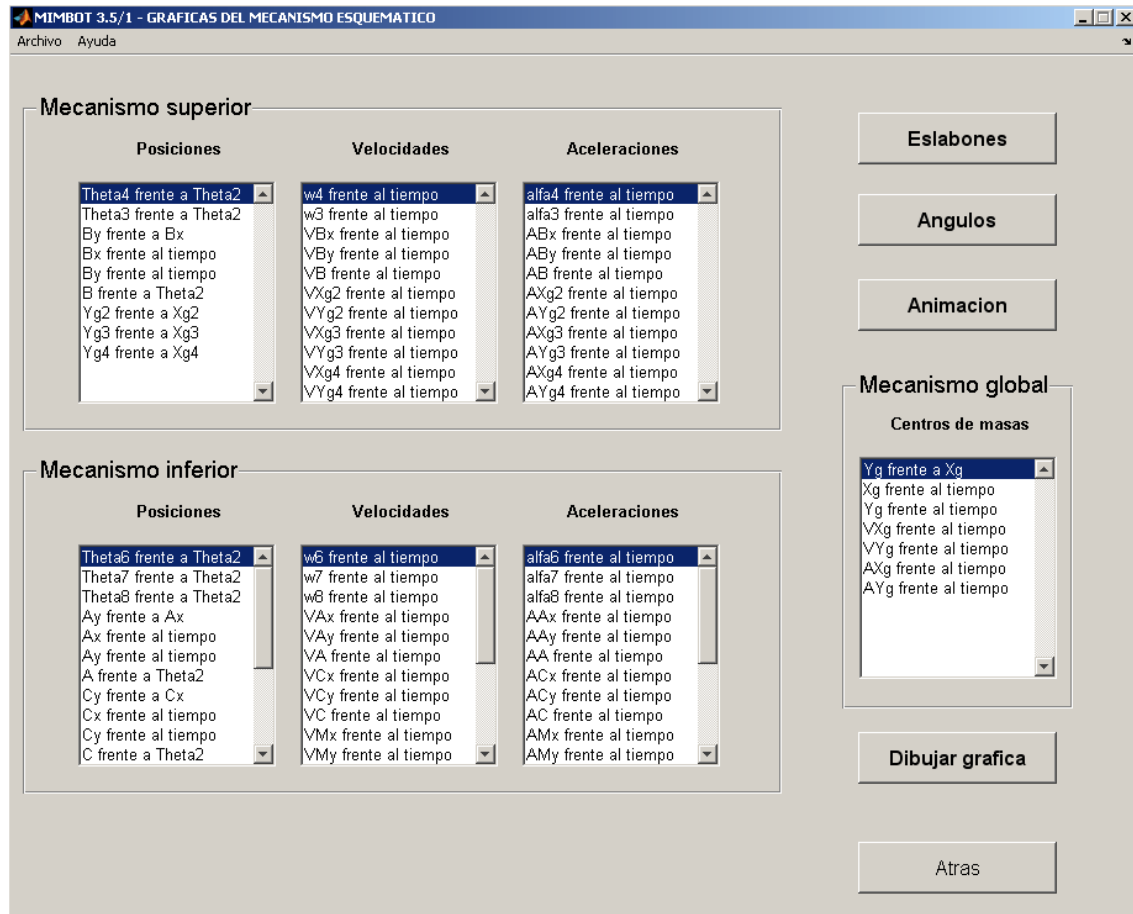 MIMBOT 3.5/1 - GRAFICAS DEL MECANISMO ESQUEMATICO
Archivo Ayuda
Mecanismo superior
Posiciones
Theta4 frente a Theta2
Theta3 frente a Theta2
By frente a Bx
Bx frente al tiempo
By frente al tiempo
B frente a Theta2
Yg2 frente a Xg2
Yg3 frente a Xg3
Yg4 frente a Xg4
Velocidades
w4 frente al tiempo
w3 frente al tiempo
VBx frente al tiempo
VBy frente al tiempo
VB frente al tiempo
VXg2 frente al tiempo
VYg2 frente al tiempo
VXg3 frente al tiempo
VYg3 frente al tiempo
VXg4 frente al tiempo
VYg4 frente al tiempo
Aceleraciones
alfa4 frente al tiempo
alfa3 frente al tiempo
ABx frente al tiempo
ABy frente al tiempo
AB frente al tiempo
AXg2 frente al tiempo
AYg2 frente al tiempo
AXg3 frente al tiempo
AYg3 frente al tiempo
AXg4 frente al tiempo
AYg4 frente al tiempo
Mecanismo inferior
Posiciones
Theta6 frente a Theta2
Theta7 frente a Theta2
Theta8 frente a Theta2
Ay frente a Ax
Ax frente al tiempo
Ay frente al tiempo
A frente a Theta2
Cy frente a Cx
Cx frente al tiempo
Cy frente al tiempo
C frente a Theta2
Velocidades
w6 frente al tiempo
w7 frente al tiempo
w8 frente al tiempo
VAx frente al tiempo
VAy frente al tiempo
VA frente al tiempo
VCx frente al tiempo
VCy frente al tiempo
VC frente al tiempo
VMx frente al tiempo
VMy frente al tiempo
Aceleraciones
alfa6 frente al tiempo
alfa7 frente al tiempo
alfa8 frente al tiempo
AAx frente al tiempo
AAy frente al tiempo
AA frente al tiempo
ACx frente al tiempo
ACy frente al tiempo
AC frente al tiempo
AMx frente al tiempo
AMy frente al tiempo
Eslabones
Angulos
Animacion
Mecanismo global
Centros de masas
Yg frente a Xg
Xg frente al tiempo
Yg frente al tiempo
VXg frente al tiempo
VYg frente al tiempo
AXg frente al tiempo
AYg frente al tiempo
Dibujar grafica
Atras